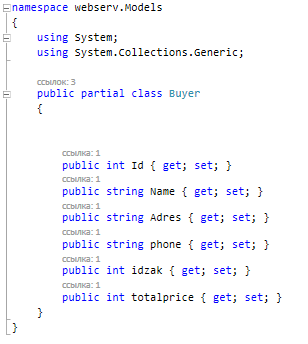 namespace webserv.Models
{
using System;
using System.Collections.Generic;
ссылок: 3
public partial class Buyer
{
ссылка: 1
public int Id { get; set; }
ссылка: 1
public string Name { get; set; }
ссылка: 1
public string Adres { get; set; }
ссылка: 1
public string phone { get; set; }
ссылка: 1
public int idzak { get; set; }
ссылка: 1
public int totalprice { get; set; }
}
}